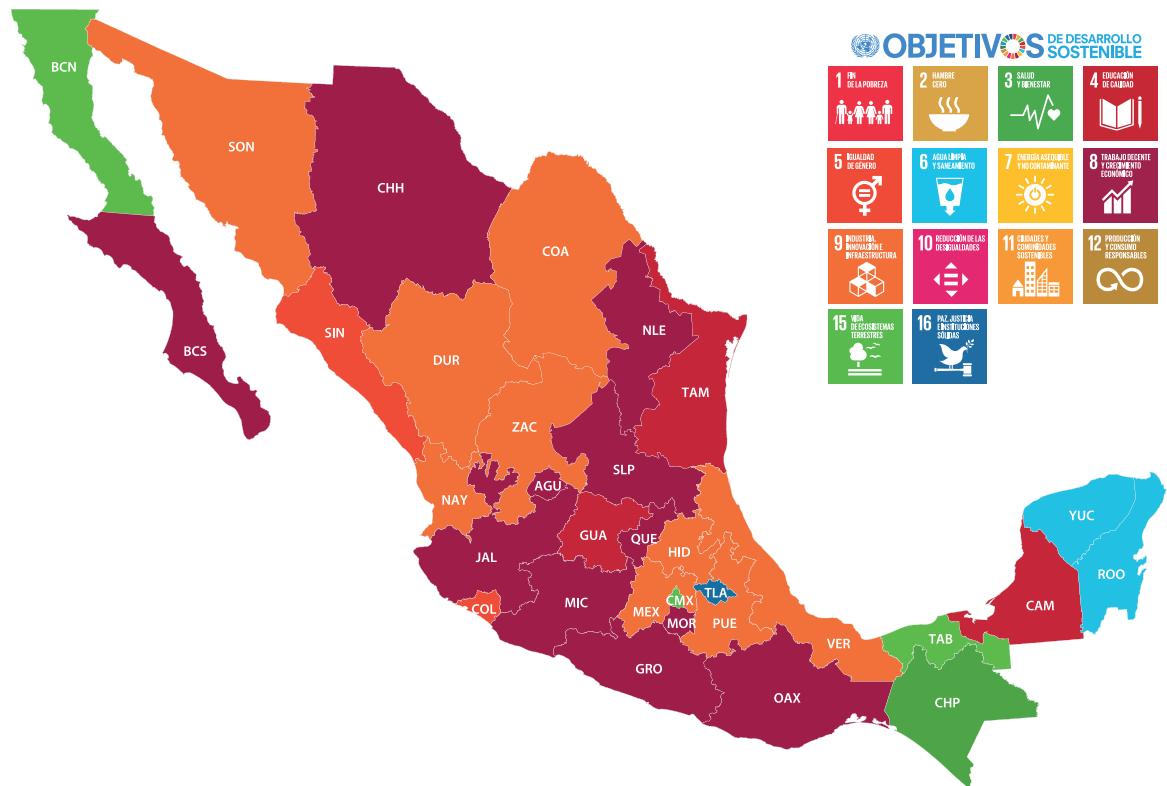 OBJETIVOS DE DESARROLLO SOSTENIBLE
1 FIN
DE LA POBREZA
2 HAMBRE
CERO
3 SALUD
Y BIENESTAR
4 EDUCACIÓN
DE CALIDAD
5 IGUALDAD
DE GÉNERO
6 AGUA LIMPIA
Y SANEAMIENTO
7 ENERGÍA ASEQUIBLE
Y NO CONTAMINANTE
8 TRABAJO DECENTE
Y CRECIMIENTO
ECONÓMICO
9 INDUSTRIA,
INNOVACIÓN E
INFRAESTRUCTURA
10 REDUCCIÓN DE LAS
DESIGUALDADES
11 CIUDADES Y
COMUNIDADES
SOSTENIBLES
12 PRODUCCIÓN
Y CONSUMO
RESPONSABLES
15 VIDA
DE ECOSISTEMAS
TERRESTRES
16 PAZ, JUSTICIA
E INSTITUCIONES
SÓLIDAS
BCN
SON
CHH
COA
SIN
NLE
BCS
DUR
TAM
ZAC
SLP
AGU
NAY
YUC
GUA
QUE
HID
JAL
ROO
TLA
CMX
MIC
CAM
COL
MEX
MOR
PUE
TAB
VER
GRO
OAX
CHP